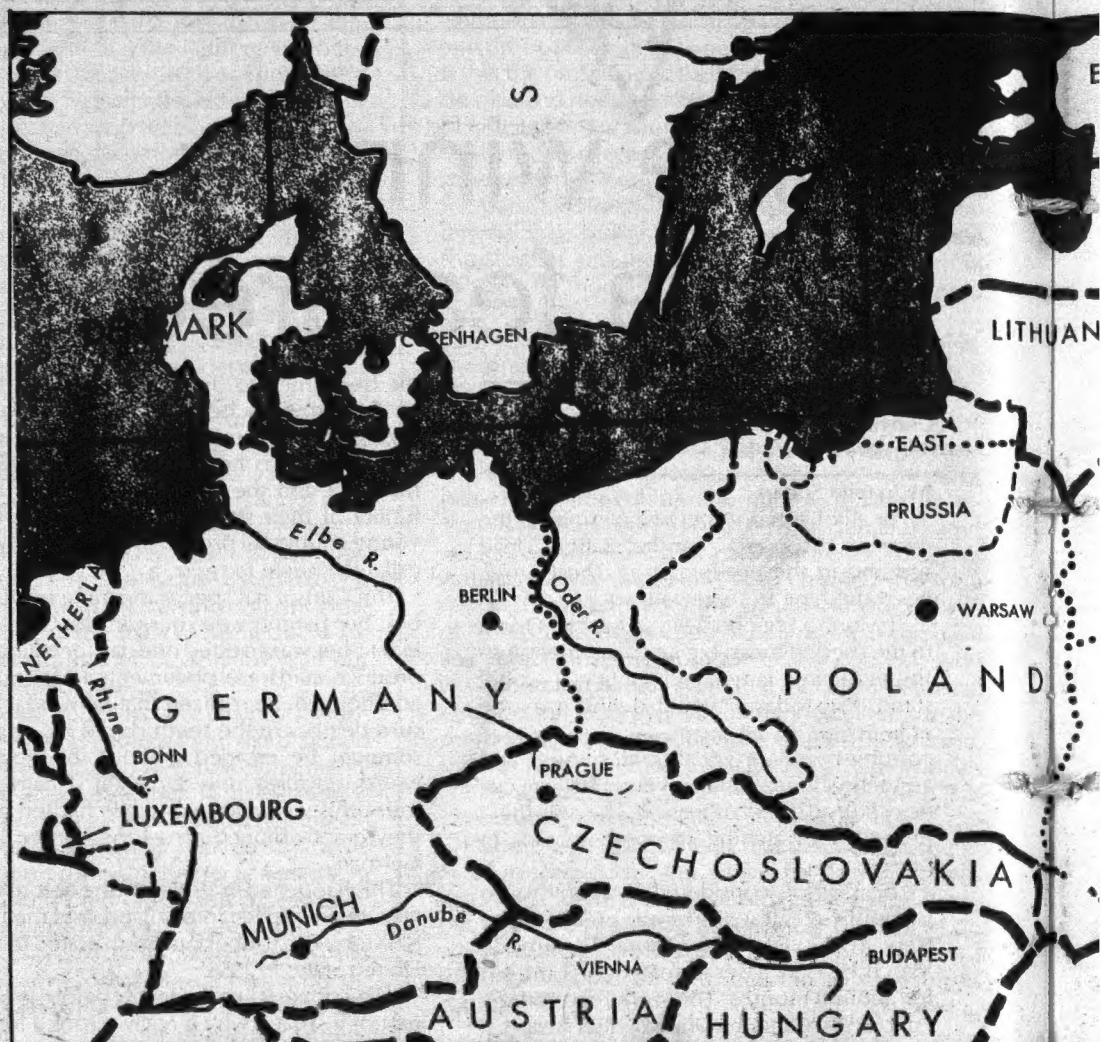 S
E
MARK
COPENHAGEN
LITHUAN
EAST
PRUSSIA
Elbe R.
BERLIN
Oder R.
WARSAW
NETHERLA
Rhine R.
GERMANY
POLAND
BONN
PRAGUE
LUXEMBOURG
CZECHOSLOVAKIA
MUNICH
Danube R.
VIENNA
BUDAPEST
AUSTRIA
HUNGARY